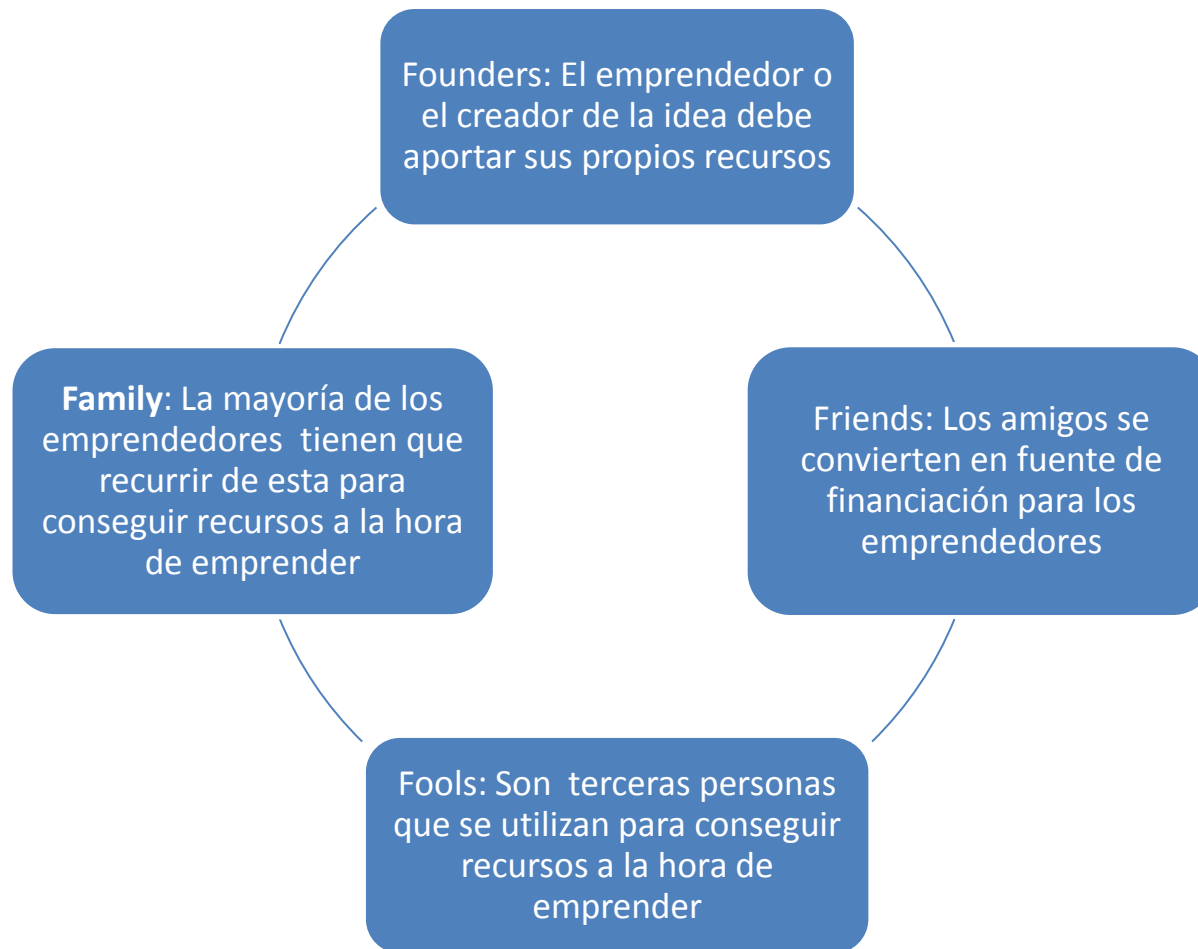 Founders: El emprendedor o
el creador de la idea debe
aportar sus propios recursos
Family: La mayoría de los
emprendedores tienen que
recurrir de esta para
conseguir recursos a la hora
de emprender
Friends: Los amigos se
convierten en fuente de
financiación para los
emprendedores
Fools: Son terceras personas
que se utilizan para conseguir
recursos a la hora de
emprender